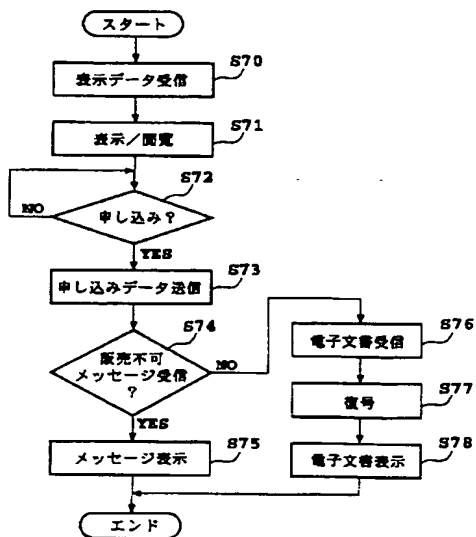 スタート
S70
表示データ受信
S71
表示/閲覧
S72
申し込み?
NO
YES
S73
申し込みデータ送信
S74
販売不可
メッセージ受信
?
NO
YES
S75
メッセージ表示
S76
電子文書受信
S77
復号
S78
電子文書表示
エンド